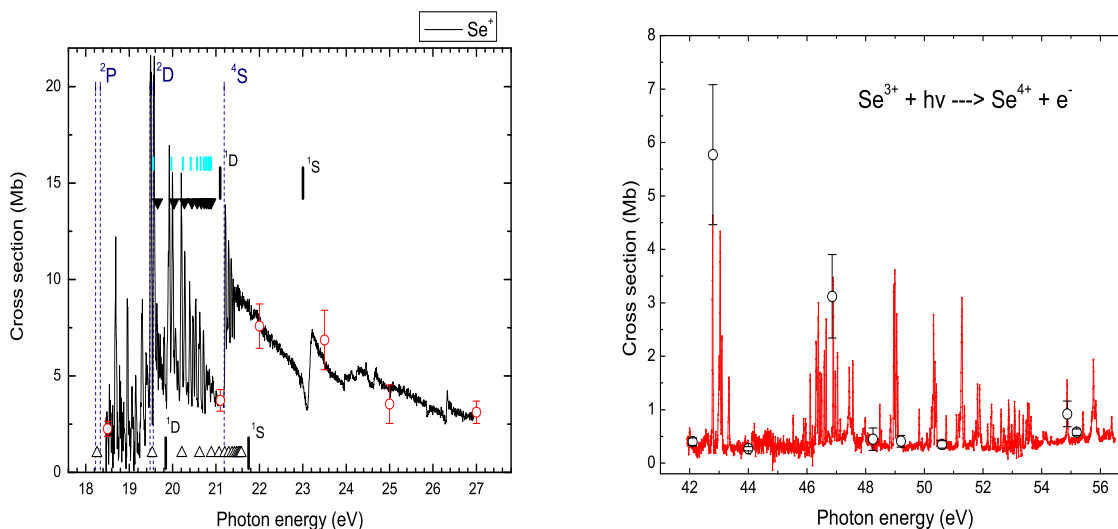 Se⁺
²P ²D ⁴S
¹D ¹S
¹D ¹S
Cross section (Mb)
20
15
10
5
0
18 19 20 21 22 23 24 25 26 27
Photon energy (eV)
Se³⁺ + hν ---> Se⁴⁺ + e⁻
Cross section (Mb)
8
7
6
5
4
3
2
1
0
42 44 46 48 50 52 54 56
Photon energy (eV)